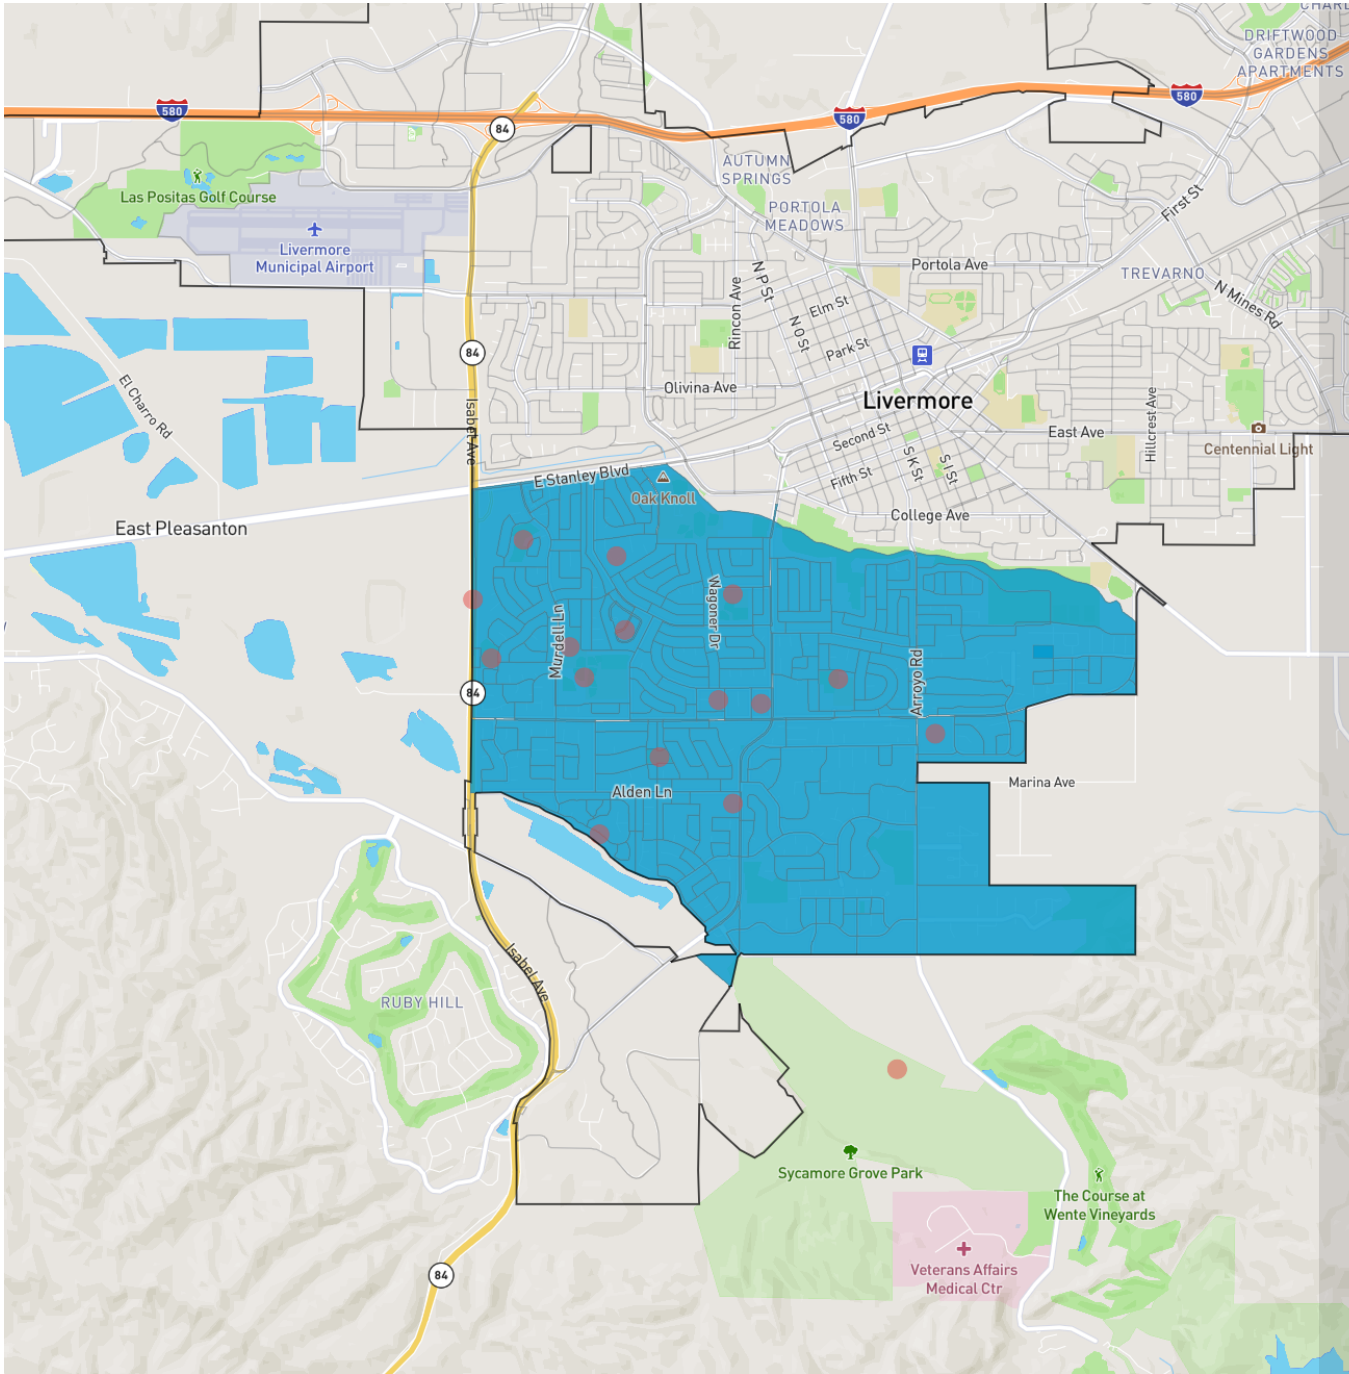 CHARL
DRIFTWOOD
GARDENS
APARTMENTS
580
580
580
84
AUTUMN
SPRINGS
Las Positas Golf Course
First St
PORTOLA
MEADOWS
Livermore
Municipal Airport
Portola Ave
TREVARNO
N P St
N Mines Rd
Elm St
Rincon Ave
N O St
Park St
84
El Charro Rd
Olivina Ave
Livermore
Isabel Ave
Hillcrest Ave
Second St
East Ave
Centennial Light
S K St
S I St
E Stanley Blvd
Fifth St
Oak Knoll
College Ave
East Pleasanton
Wagoner Dr
Murdell Ln
Arroyo Rd
84
Marina Ave
Alden Ln
Isabel Ave
RUBY HILL
Sycamore Grove Park
The Course at
Wente Vineyards
Veterans Affairs
Medical Ctr
84